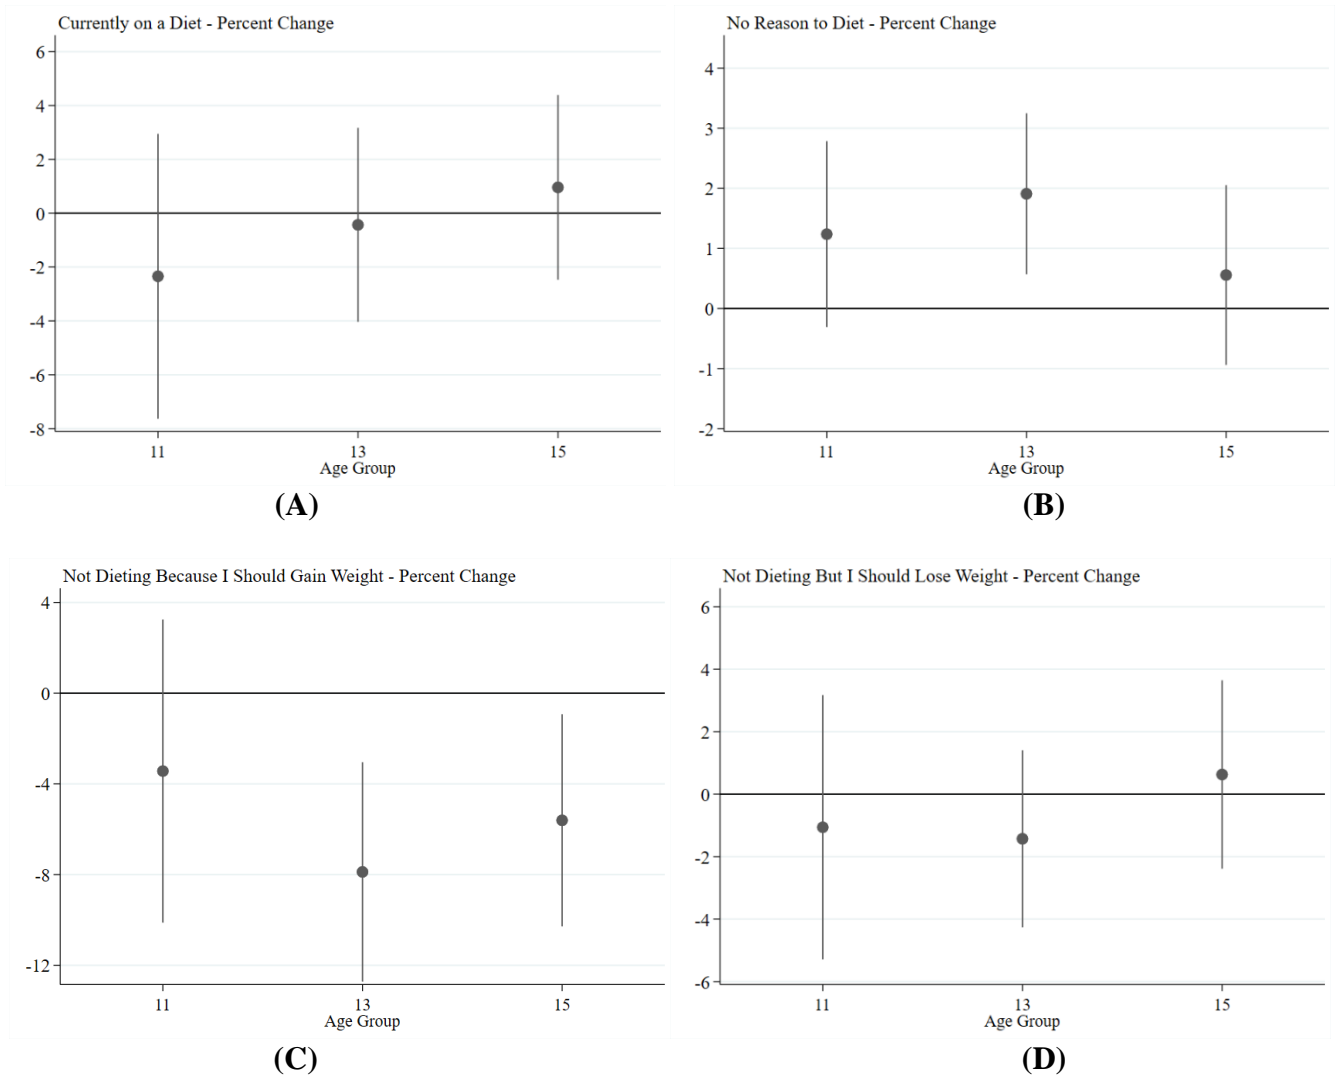 Currently on a Diet - Percent Change
6
4
2
0
-2
-4
-6
-8
11 13 15
Age Group
(A)
No Reason to Diet - Percent Change
4
3
2
1
0
-1
-2
11 13 15
Age Group
(B)
Not Dieting Because I Should Gain Weight - Percent Change
4
0
-4
-8
-12
11 13 15
Age Group
(C)
Not Dieting But I Should Lose Weight - Percent Change
6
4
2
0
-2
-4
-6
11 13 15
Age Group
(D)